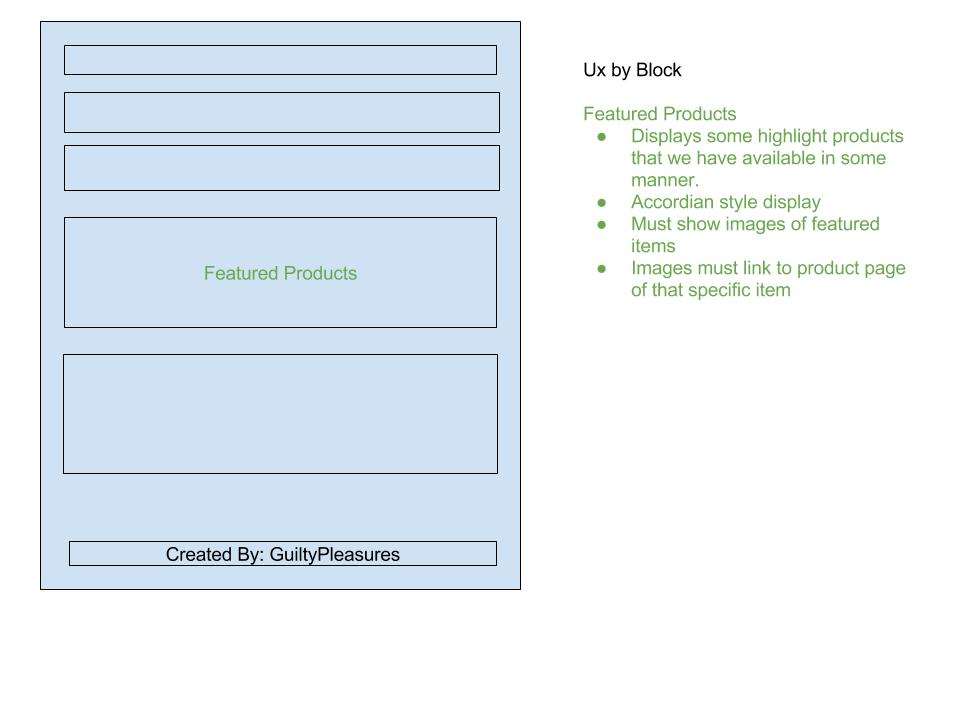 Ux by Block
Featured Products
● Displays some highlight products
that we have available in some
manner.
● Accordian style display
● Must show images of featured
items
● Images must link to product page
of that specific item
Featured Products
Created By: GuiltyPleasures